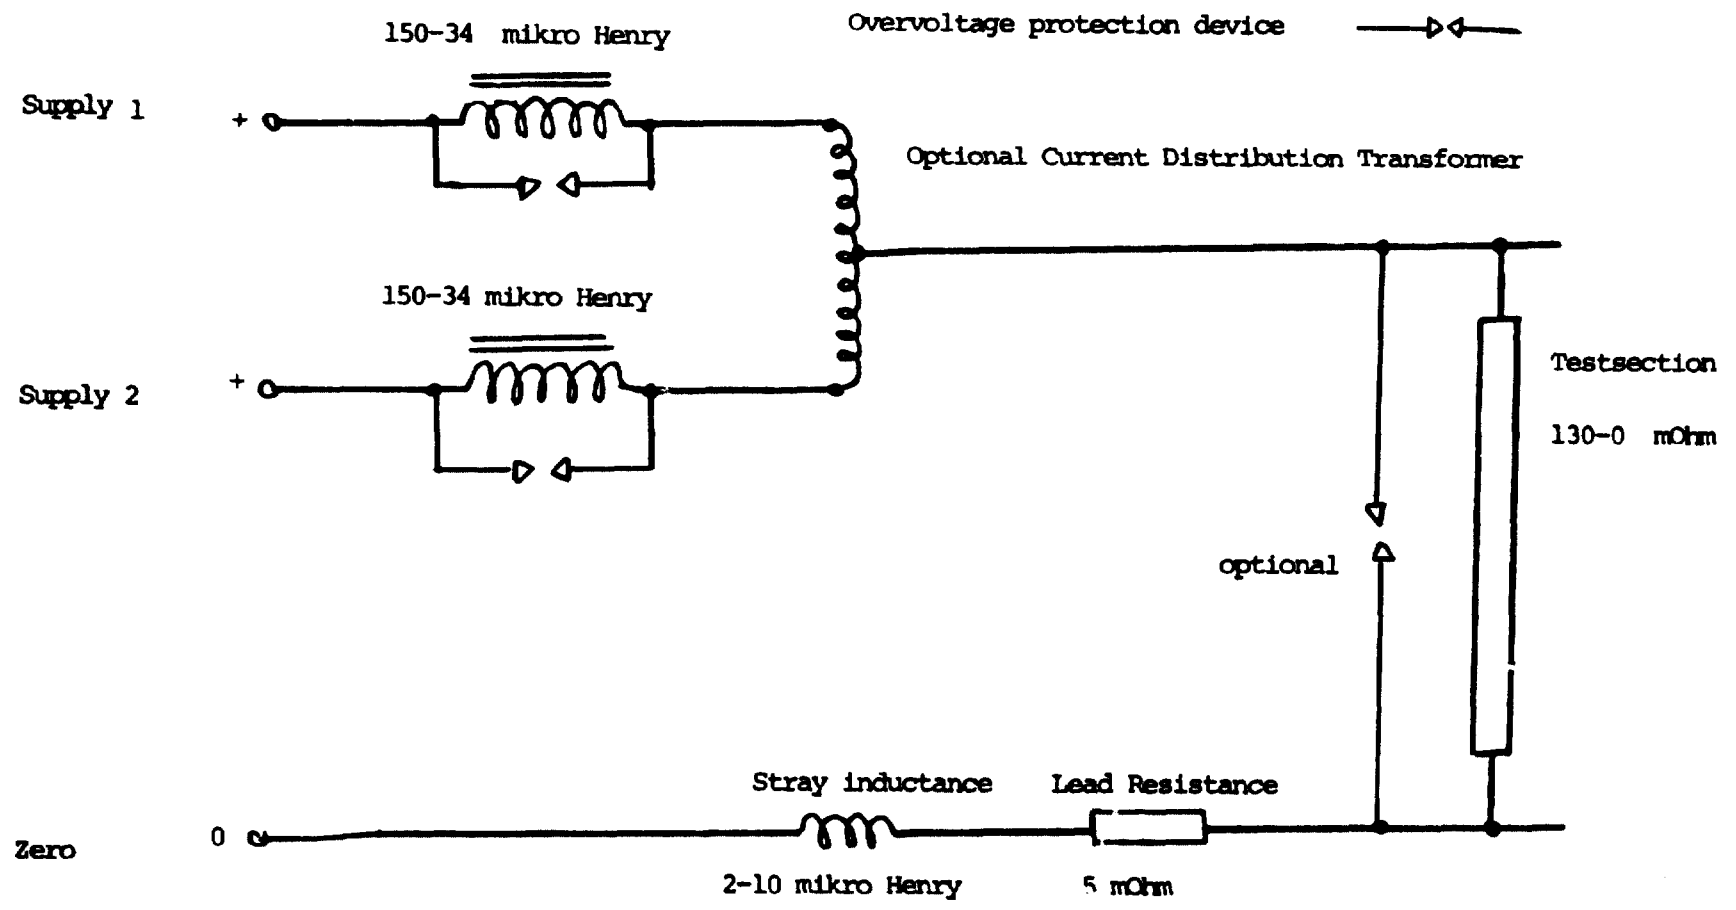 150-34 mikro Henry
Overvoltage protection device
Supply 1
+
Optional Current Distribution Transformer
150-34 mikro Henry
Supply 2
+
Testsection
130-0 mOhm
optional
Stray inductance
Lead Resistance
Zero
0
2-10 mikro Henry
5 mOhm